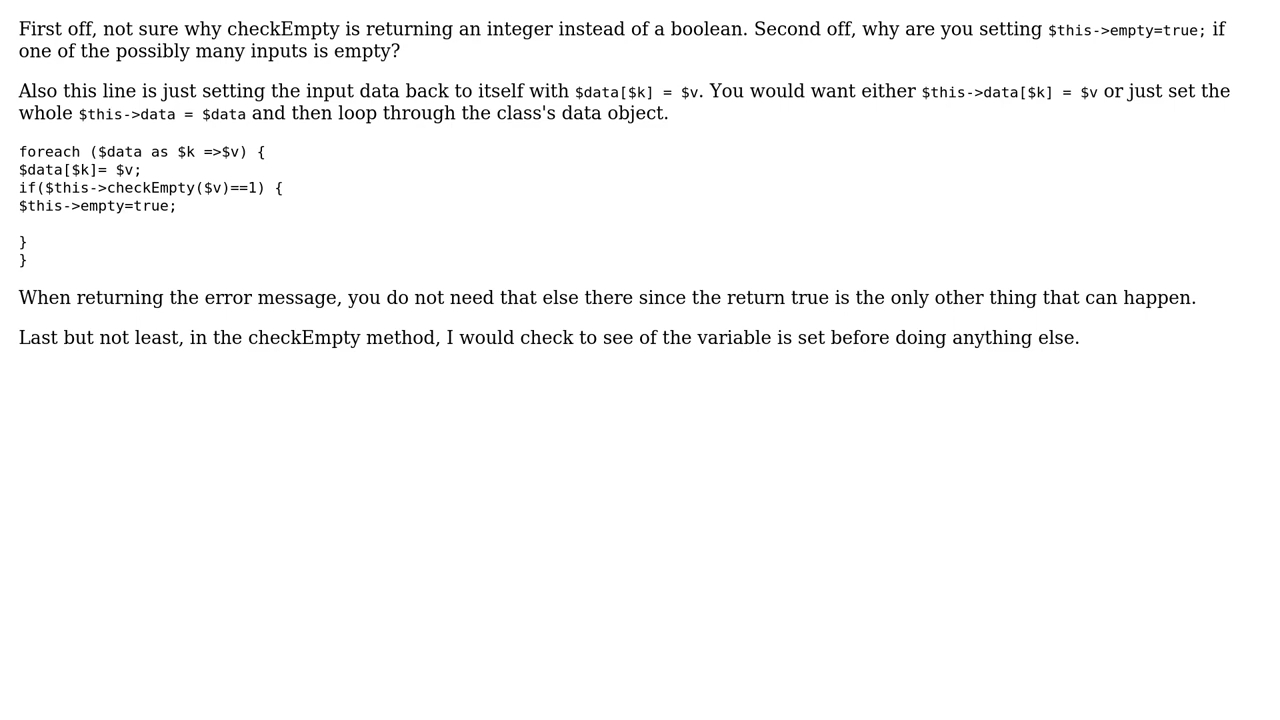 First off, not sure why checkEmpty is returning an integer instead of a boolean. Second off, why are you setting $this->empty=true; if
one of the possibly many inputs is empty?
Also this line is just setting the input data back to itself with $data[$k] = $v. You would want either $this->data[$k] = $v or just set the
whole $this->data = $data and then loop through the class's data object.
foreach ($data as $k =>$v) {
$data[$k]= $v;
if($this->checkEmpty($v)==1) {
$this->empty=true;
}
}
When returning the error message, you do not need that else there since the return true is the only other thing that can happen.
Last but not least, in the checkEmpty method, I would check to see of the variable is set before doing anything else.